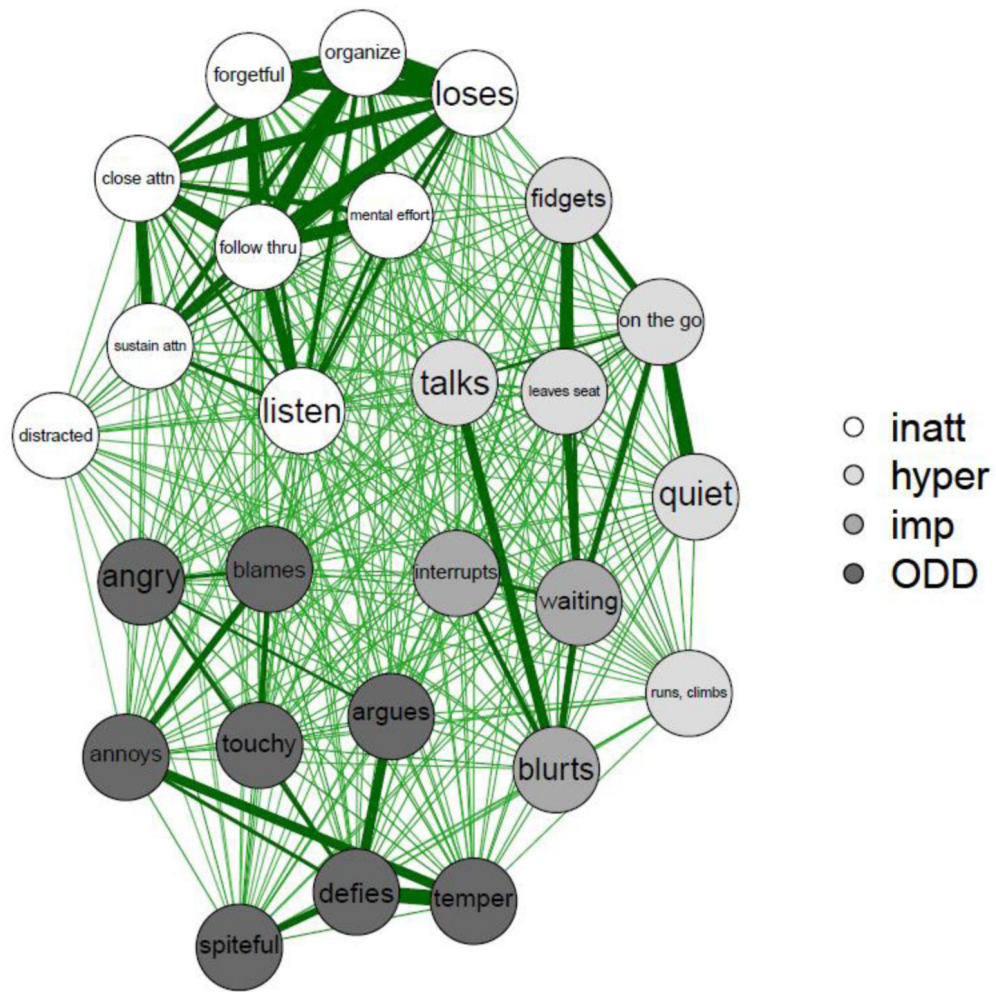 organize
forgetful
loses
close attn
fidgets
mental effort
follow thru
on the go
sustain attn
talks
leaves seat
listen
distracted
quiet
angry
blames
interrupts
waiting
runs, climbs
argues
touchy
annoys
blurts
defies
temper
spiteful
inatt
hyper
imp
ODD